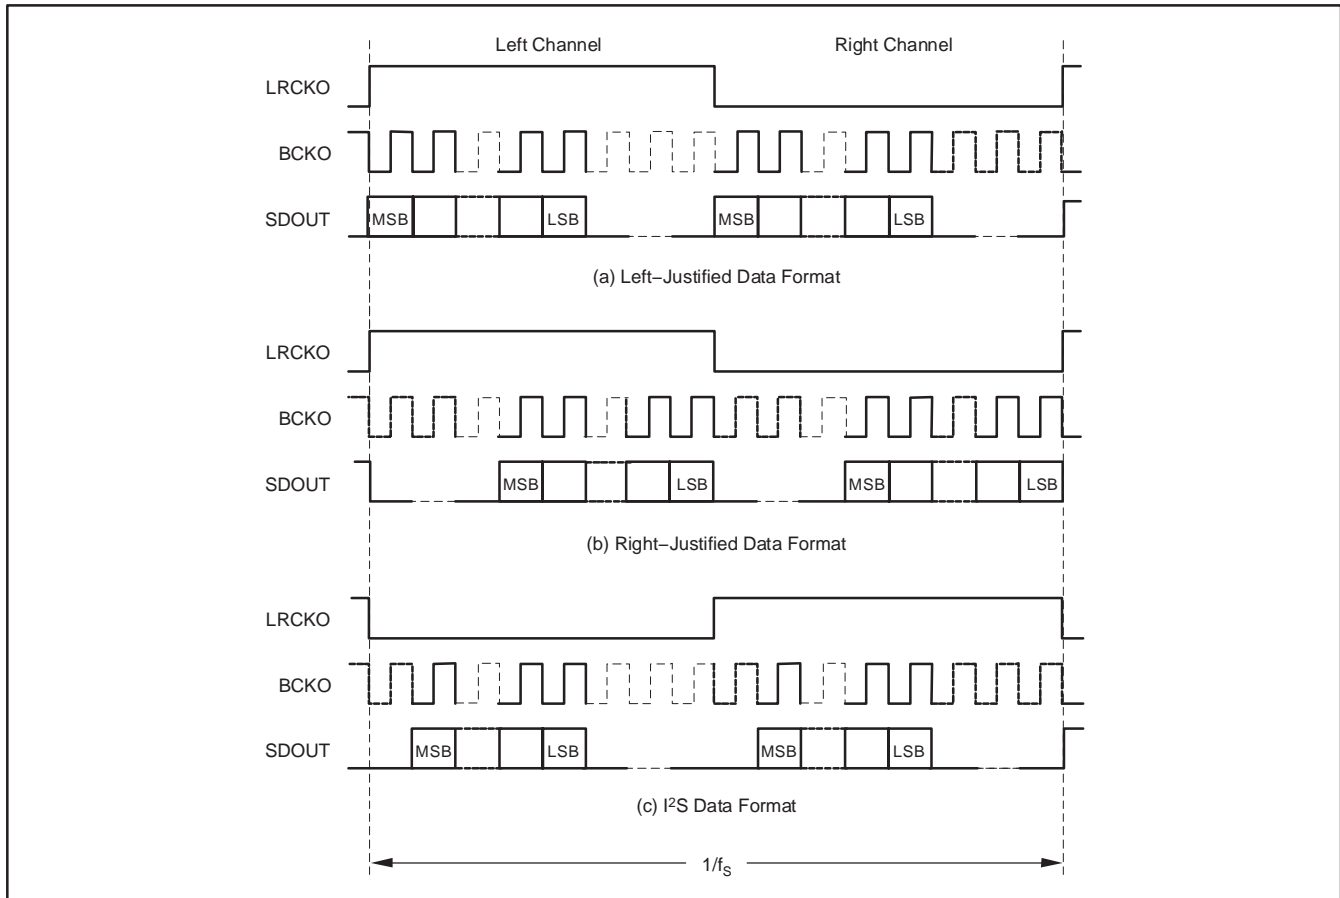 Left Channel Right Channel
LRCKO
BCKO
SDOUT MSB LSB MSB LSB
(a) Left−Justified Data Format
LRCKO
BCKO
SDOUT MSB LSB MSB LSB
(b) Right−Justified Data Format
LRCKO
BCKO
SDOUT MSB LSB MSB LSB
(c) I²S Data Format
1/fS